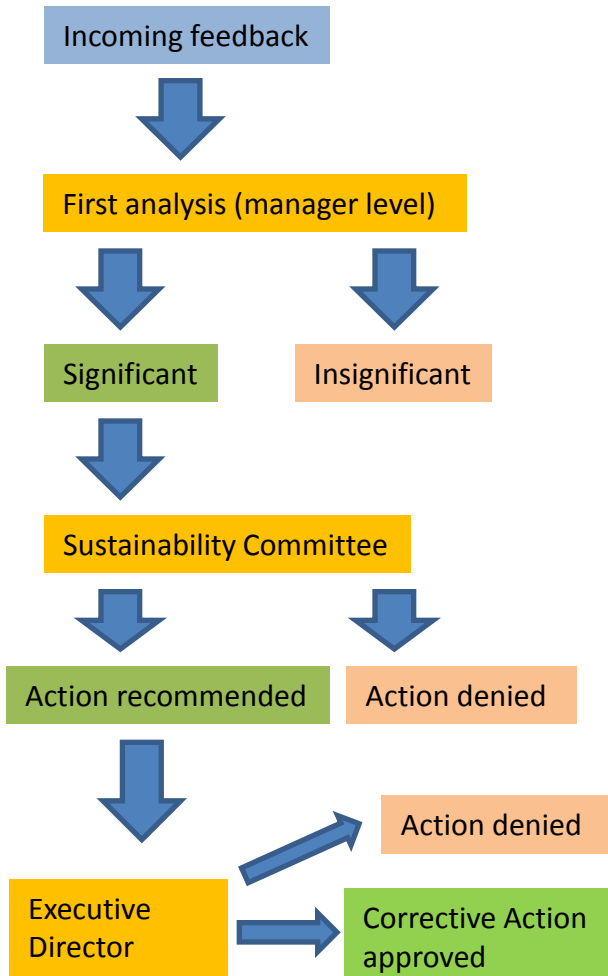 Incoming feedback
First analysis (manager level)
Significant
Insignificant
Sustainability Committee
Action recommended
Action denied
Action denied
Executive
Director
Corrective Action
approved